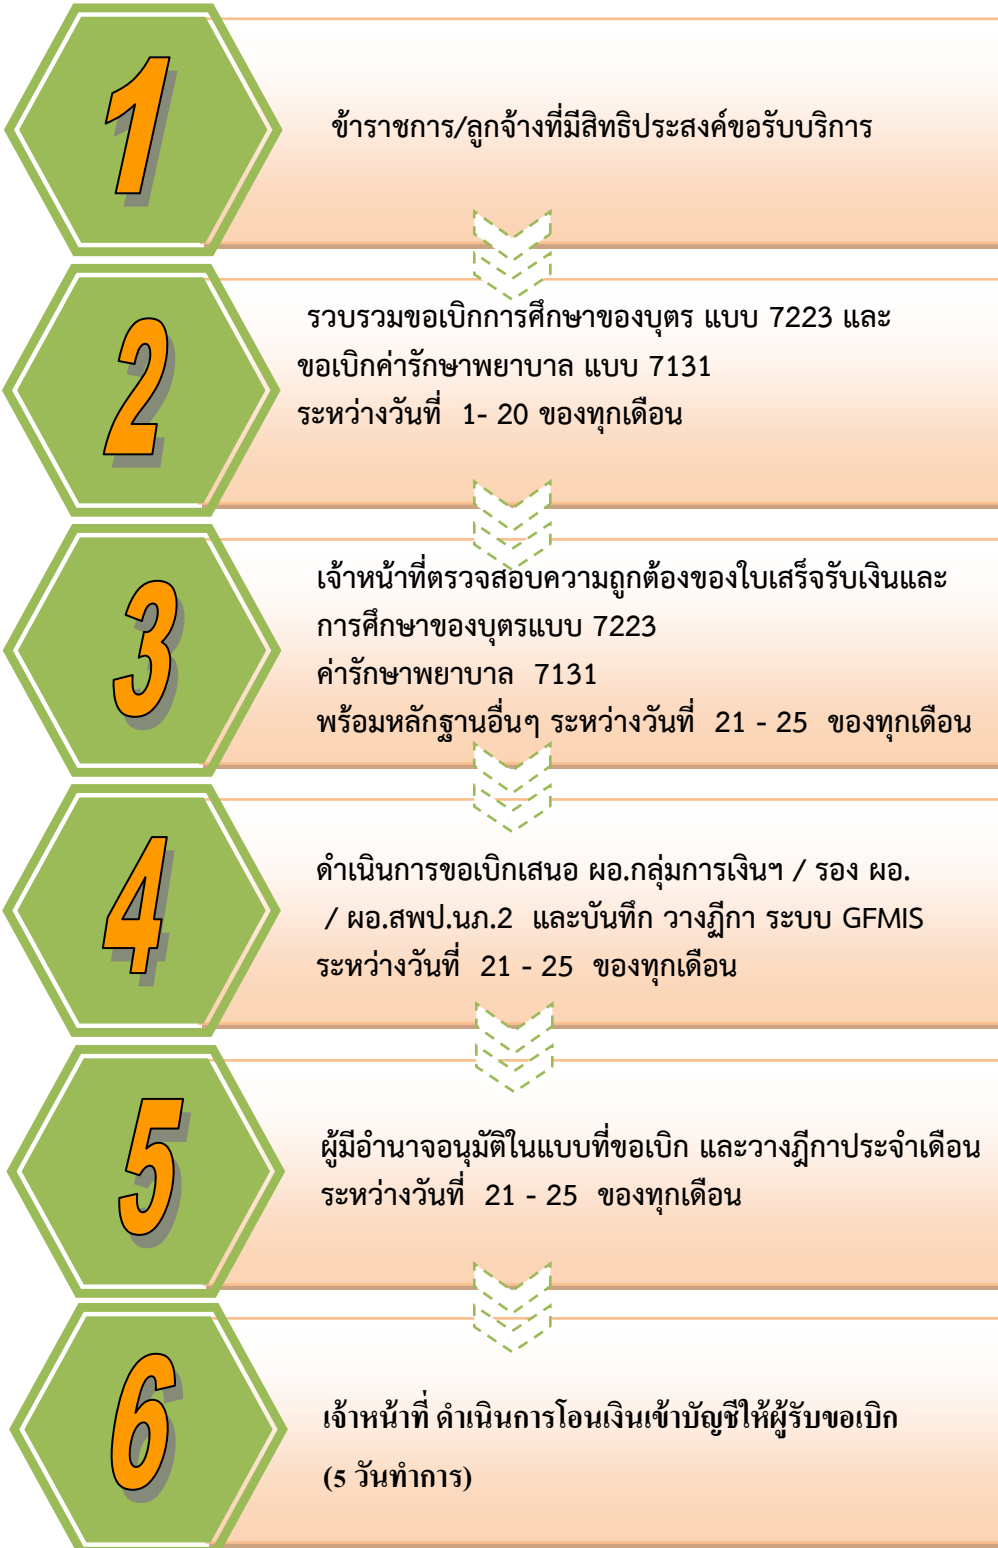 1
ข้าราชการ/ลูกจ้างที่มีสิทธิประสงค์ขอรับบริการ
2
รวบรวมขอเบิกการศึกษาของบุตร แบบ 7223 และ
ขอเบิกค่ารักษาพยาบาล แบบ 7131
ระหว่างวันที่ 1- 20 ของทุกเดือน
3
เจ้าหน้าที่ตรวจสอบความถูกต้องของใบเสร็จรับเงินและ
การศึกษาของบุตรแบบ 7223
ค่ารักษาพยาบาล 7131
พร้อมหลักฐานอื่นๆ ระหว่างวันที่ 21 - 25 ของทุกเดือน
4
ดำเนินการขอเบิกเสนอ ผอ.กลุ่มการเงินฯ / รอง ผอ.
/ ผอ.สพป.นภ.2 และบันทึก วางฎีกา ระบบ GFMIS
ระหว่างวันที่ 21 - 25 ของทุกเดือน
5
ผู้มีอำนาจอนุมัติในแบบที่ขอเบิก และวางฎีกาประจำเดือน
ระหว่างวันที่ 21 - 25 ของทุกเดือน
6
เจ้าหน้าที่ ดำเนินการโอนเงินเข้าบัญชีให้ผู้รับขอเบิก
(5 วันทำการ)